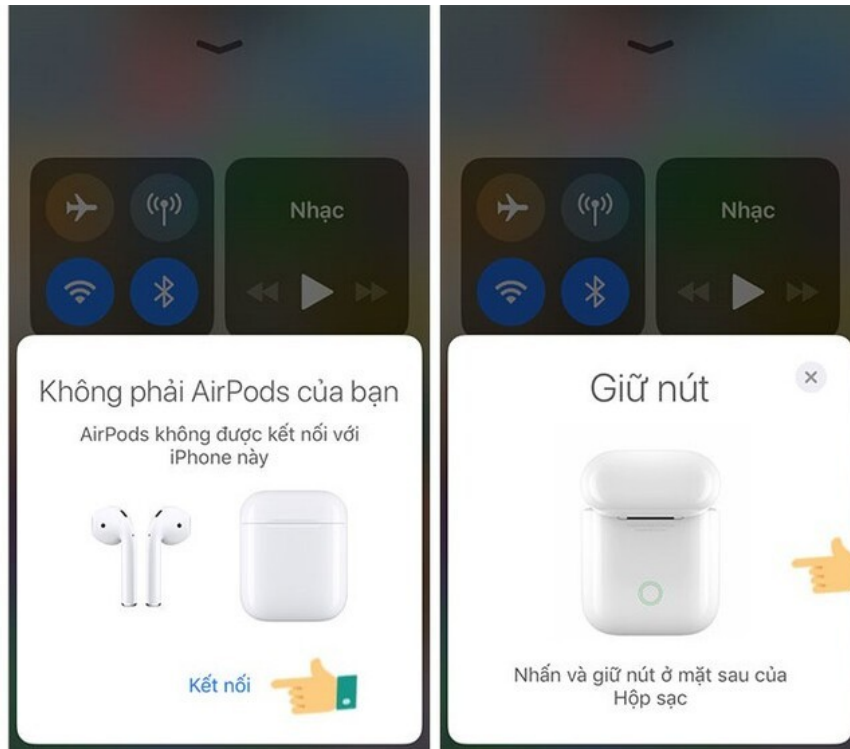 Nhạc
Không phải AirPods của bạn
AirPods không được kết nối với
iPhone này
Kết nối
Nhạc
Giữ nút
Nhấn và giữ nút ở mặt sau của
Hộp sạc